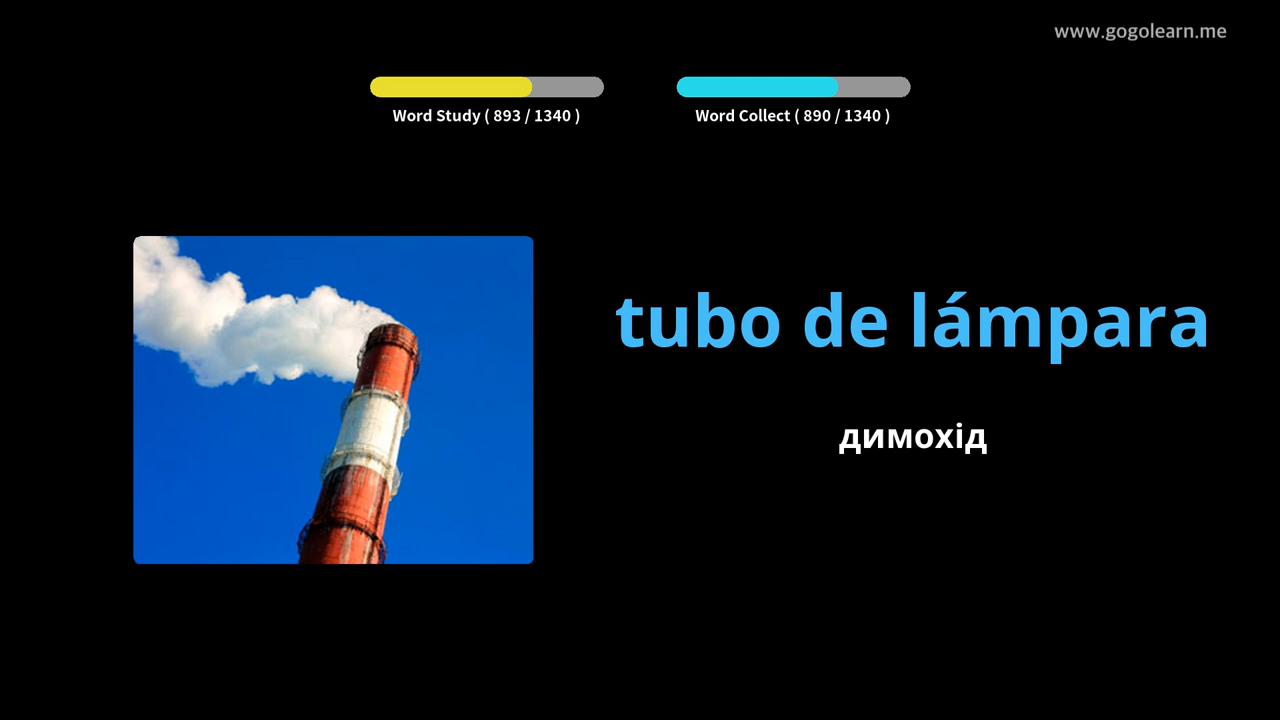 www.gogolearn.me
Word Study ( 893 / 1340 )
Word Collect ( 890 / 1340 )
tubo de lámpara
димохід